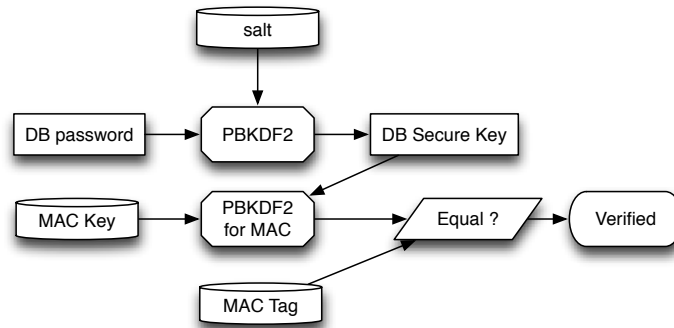 salt
DB password
PBKDF2
DB Secure Key
MAC Key
PBKDF2
for MAC
Equal ?
Verified
MAC Tag